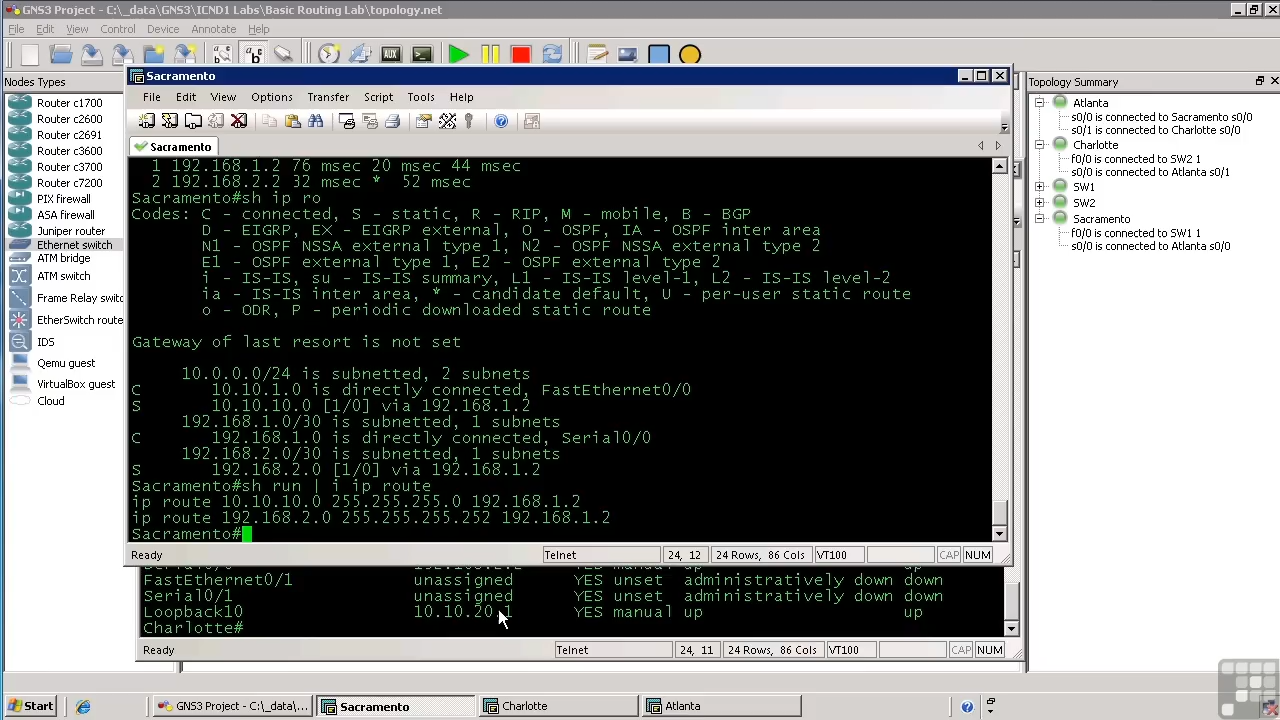 GNS3 Project - C:\_data\GNS3\ICND1 Labs\Basic Routing Lab\topology.net
File Edit View Control Device Annotate Help
Nodes Types
Router c1700
Router c2600
Router c2691
Router c3600
Router c3700
Router c7200
PIX firewall
ASA firewall
Juniper router
Ethernet switch
ATM bridge
ATM switch
Frame Relay switc
EtherSwitch route
IDS
Qemu guest
VirtualBox guest
Cloud
Sacramento
File Edit View Options Transfer Script Tools Help
Sacramento
1 192.168.1.2 76 msec 20 msec 44 msec
2 192.168.2.2 32 msec * 52 msec
Sacramento#sh ip ro
Codes: C - connected, S - static, R - RIP, M - mobile, B - BGP
D - EIGRP, EX - EIGRP external, O - OSPF, IA - OSPF inter area
N1 - OSPF NSSA external type 1, N2 - OSPF NSSA external type 2
E1 - OSPF external type 1, E2 - OSPF external type 2
i - IS-IS, su - IS-IS summary, L1 - IS-IS level-1, L2 - IS-IS level-2
ia - IS-IS inter area, * - candidate default, U - per-user static route
o - ODR, P - periodic downloaded static route
Gateway of last resort is not set
10.0.0.0/24 is subnetted, 2 subnets
C 10.10.1.0 is directly connected, FastEthernet0/0
S 10.10.10.0 [1/0] via 192.168.1.2
192.168.1.0/30 is subnetted, 1 subnets
C 192.168.1.0 is directly connected, Serial0/0
192.168.2.0/30 is subnetted, 1 subnets
S 192.168.2.0 [1/0] via 192.168.1.2
Sacramento#sh run | i ip route
ip route 10.10.10.0 255.255.255.0 192.168.1.2
ip route 192.168.2.0 255.255.255.252 192.168.1.2
Sacramento#
Ready Telnet 24, 12 24 Rows, 86 Cols VT100 CAP NUM
FastEthernet0/1 unassigned YES unset administratively down down
Serial0/1 unassigned YES unset administratively down down
Loopback10 10.10.20.1 YES manual up up
Charlotte#
Ready Telnet 24, 11 24 Rows, 86 Cols VT100 CAP NUM
Topology Summary
Atlanta
s0/0 is connected to Sacramento s0/0
s0/1 is connected to Charlotte s0/0
Charlotte
f0/0 is connected to SW2 1
s0/0 is connected to Atlanta s0/1
SW1
SW2
Sacramento
f0/0 is connected to SW1 1
s0/0 is connected to Atlanta s0/0
Start GNS3 Project - C:\_data\... Sacramento Charlotte Atlanta